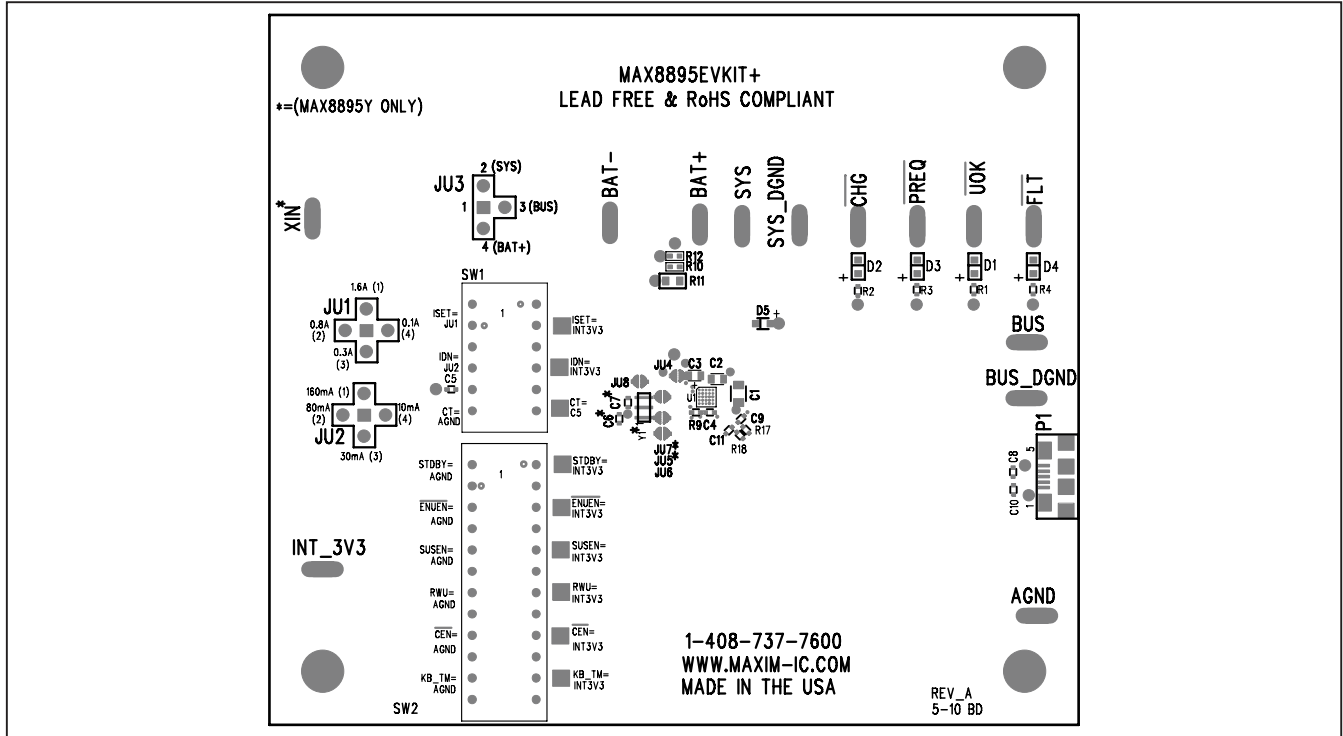 MAX8895EVKIT+
LEAD FREE & RoHS COMPLIANT
*=(MAX8895Y ONLY)
XIN*
2 (SYS)
JU3
1
3 (BUS)
4 (BAT+)
BAT-
BAT+
SYS
SYS_DGND
CHG
PREQ
UOK
FLT
R12
R10
R11
+
D2
+
D3
+
D1
+
D4
R2
R3
R1
R4
D5
+
BUS
BUS_DGND
P1
5
1
C8
C10
1.6A (1)
JU1
0.8A
(2)
0.1A
(4)
0.3A
(3)
160mA (1)
80mA
(2)
10mA
(4)
JU2
30mA (3)
SW1
1
ISET=
JU1
IDN=
JU2
C5
CT=
AGND
ISET=
INT3V3
IDN=
INT3V3
CT=
C5
JU8
JU4
C3
C2
C1
U1
+
*
C7
*
C6
*
Y1
R9
C4
C9
C11
R17
R18
JU7*
JU5*
JU6
SW2
1
STDBY=
AGND
ENUEN=
AGND
SUSEN=
AGND
RWU=
AGND
CEN=
AGND
KB_TM=
AGND
STDBY=
INT3V3
ENUEN=
INT3V3
SUSEN=
INT3V3
RWU=
INT3V3
CEN=
INT3V3
KB_TM=
INT3V3
INT_3V3
AGND
1-408-737-7600
WWW.MAXIM-IC.COM
MADE IN THE USA
REV_A
5-10 BD